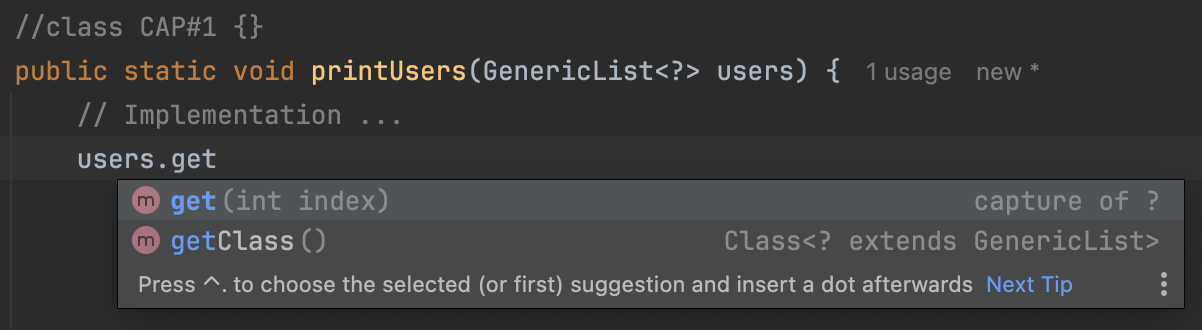 //class CAP#1 {}
public static void printUsers(GenericList<?> users) { 1 usage new *
// Implementation ...
users.get
m get(int index) capture of ?
m getClass() Class<? extends GenericList>
Press ^. to choose the selected (or first) suggestion and insert a dot afterwards Next Tip